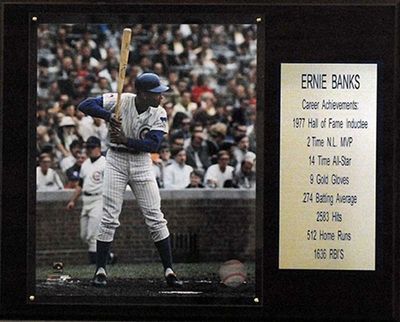 ERNIE BANKS
Career Achievements:
1977 Hall of Fame Inductee
2 Time N.L. MVP
14 Time All-Star
9 Gold Gloves
274 Batting Average
2583 Hits
512 Home Runs
1636 RBI'S